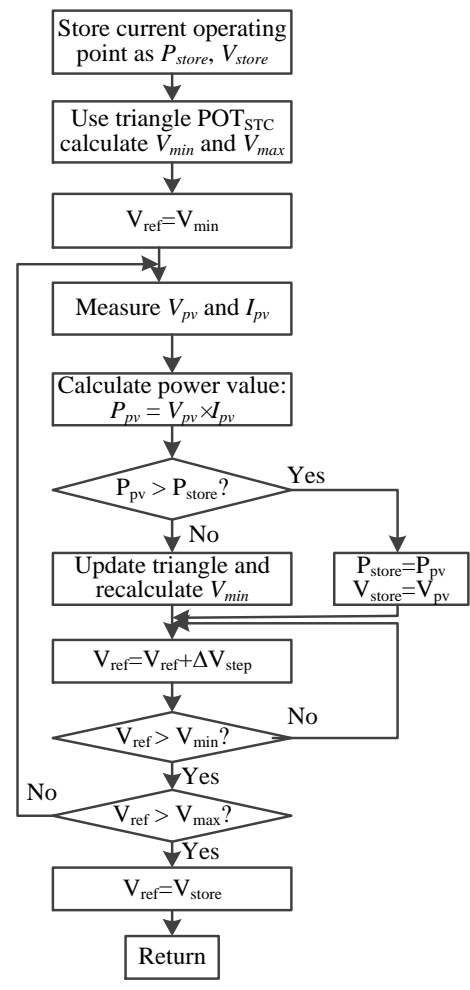 Store current operating
point as Pstore, Vstore
Use triangle POTSTC
calculate Vmin and Vmax
Vref=Vmin
Measure Vpv and Ipv
Calculate power value:
Ppv = Vpv×Ipv
Ppv > Pstore?
Yes
No
Update triangle and
recalculate Vmin
Pstore=Ppv
Vstore=Vpv
Vref=Vref+ΔVstep
Vref > Vmin?
No
Yes
No
Vref > Vmax?
Yes
Vref=Vstore
Return